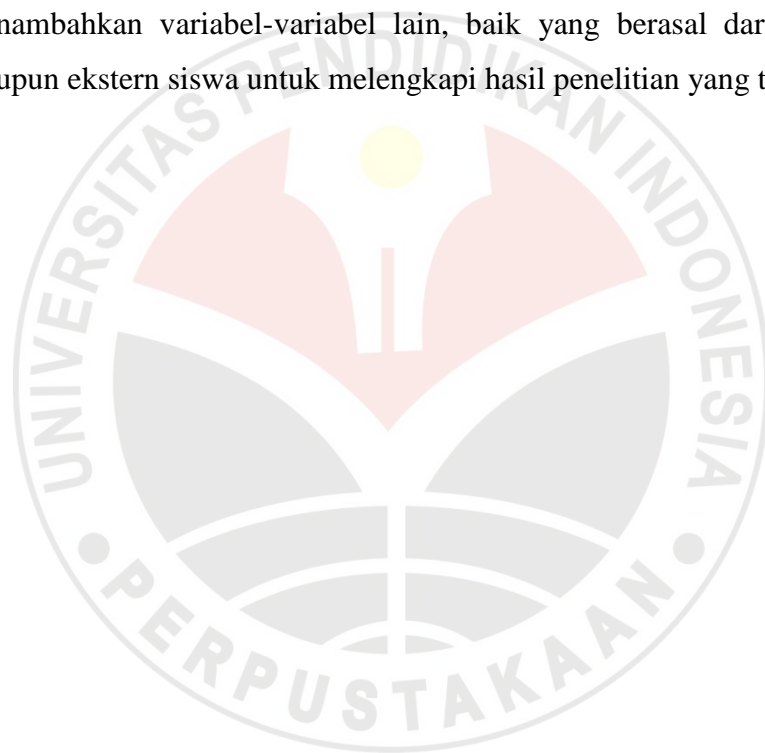 nambahkan variabel-variabel lain, baik yang berasal dar
upun ekstern siswa untuk melengkapi hasil penelitian yang t
UNIVERSITAS PENDIDIKAN INDONESIA
PERPUSTAKAAN